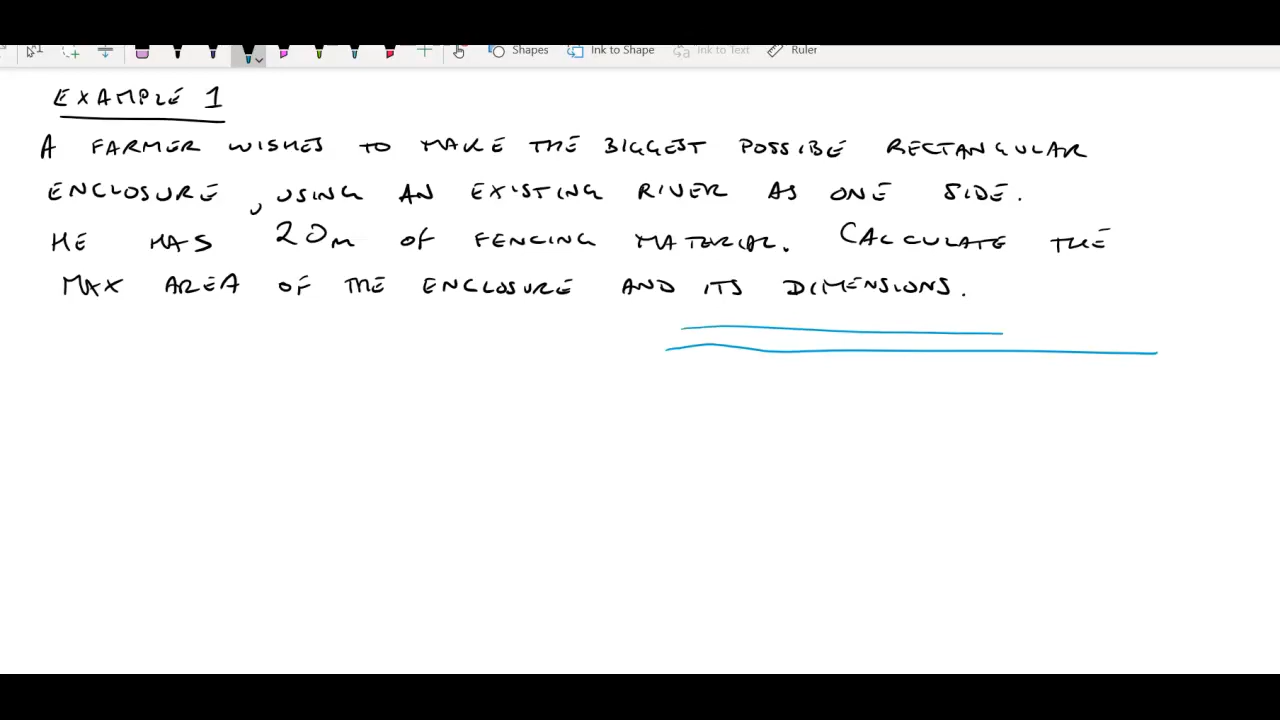 Shapes Ink to Shape Ink to Text Ruler
EXAMPLE 1
A FARMER WISHES TO MAKE THE BIGGEST POSSIBE RECTANGULAR
ENCLOSURE, USING AN EXISTING RIVER AS ONE SIDE.
HE HAS 20m OF FENCING MATERIAL. CALCULATE THE
MAX AREA OF THE ENCLOSURE AND ITS DIMENSIONS.